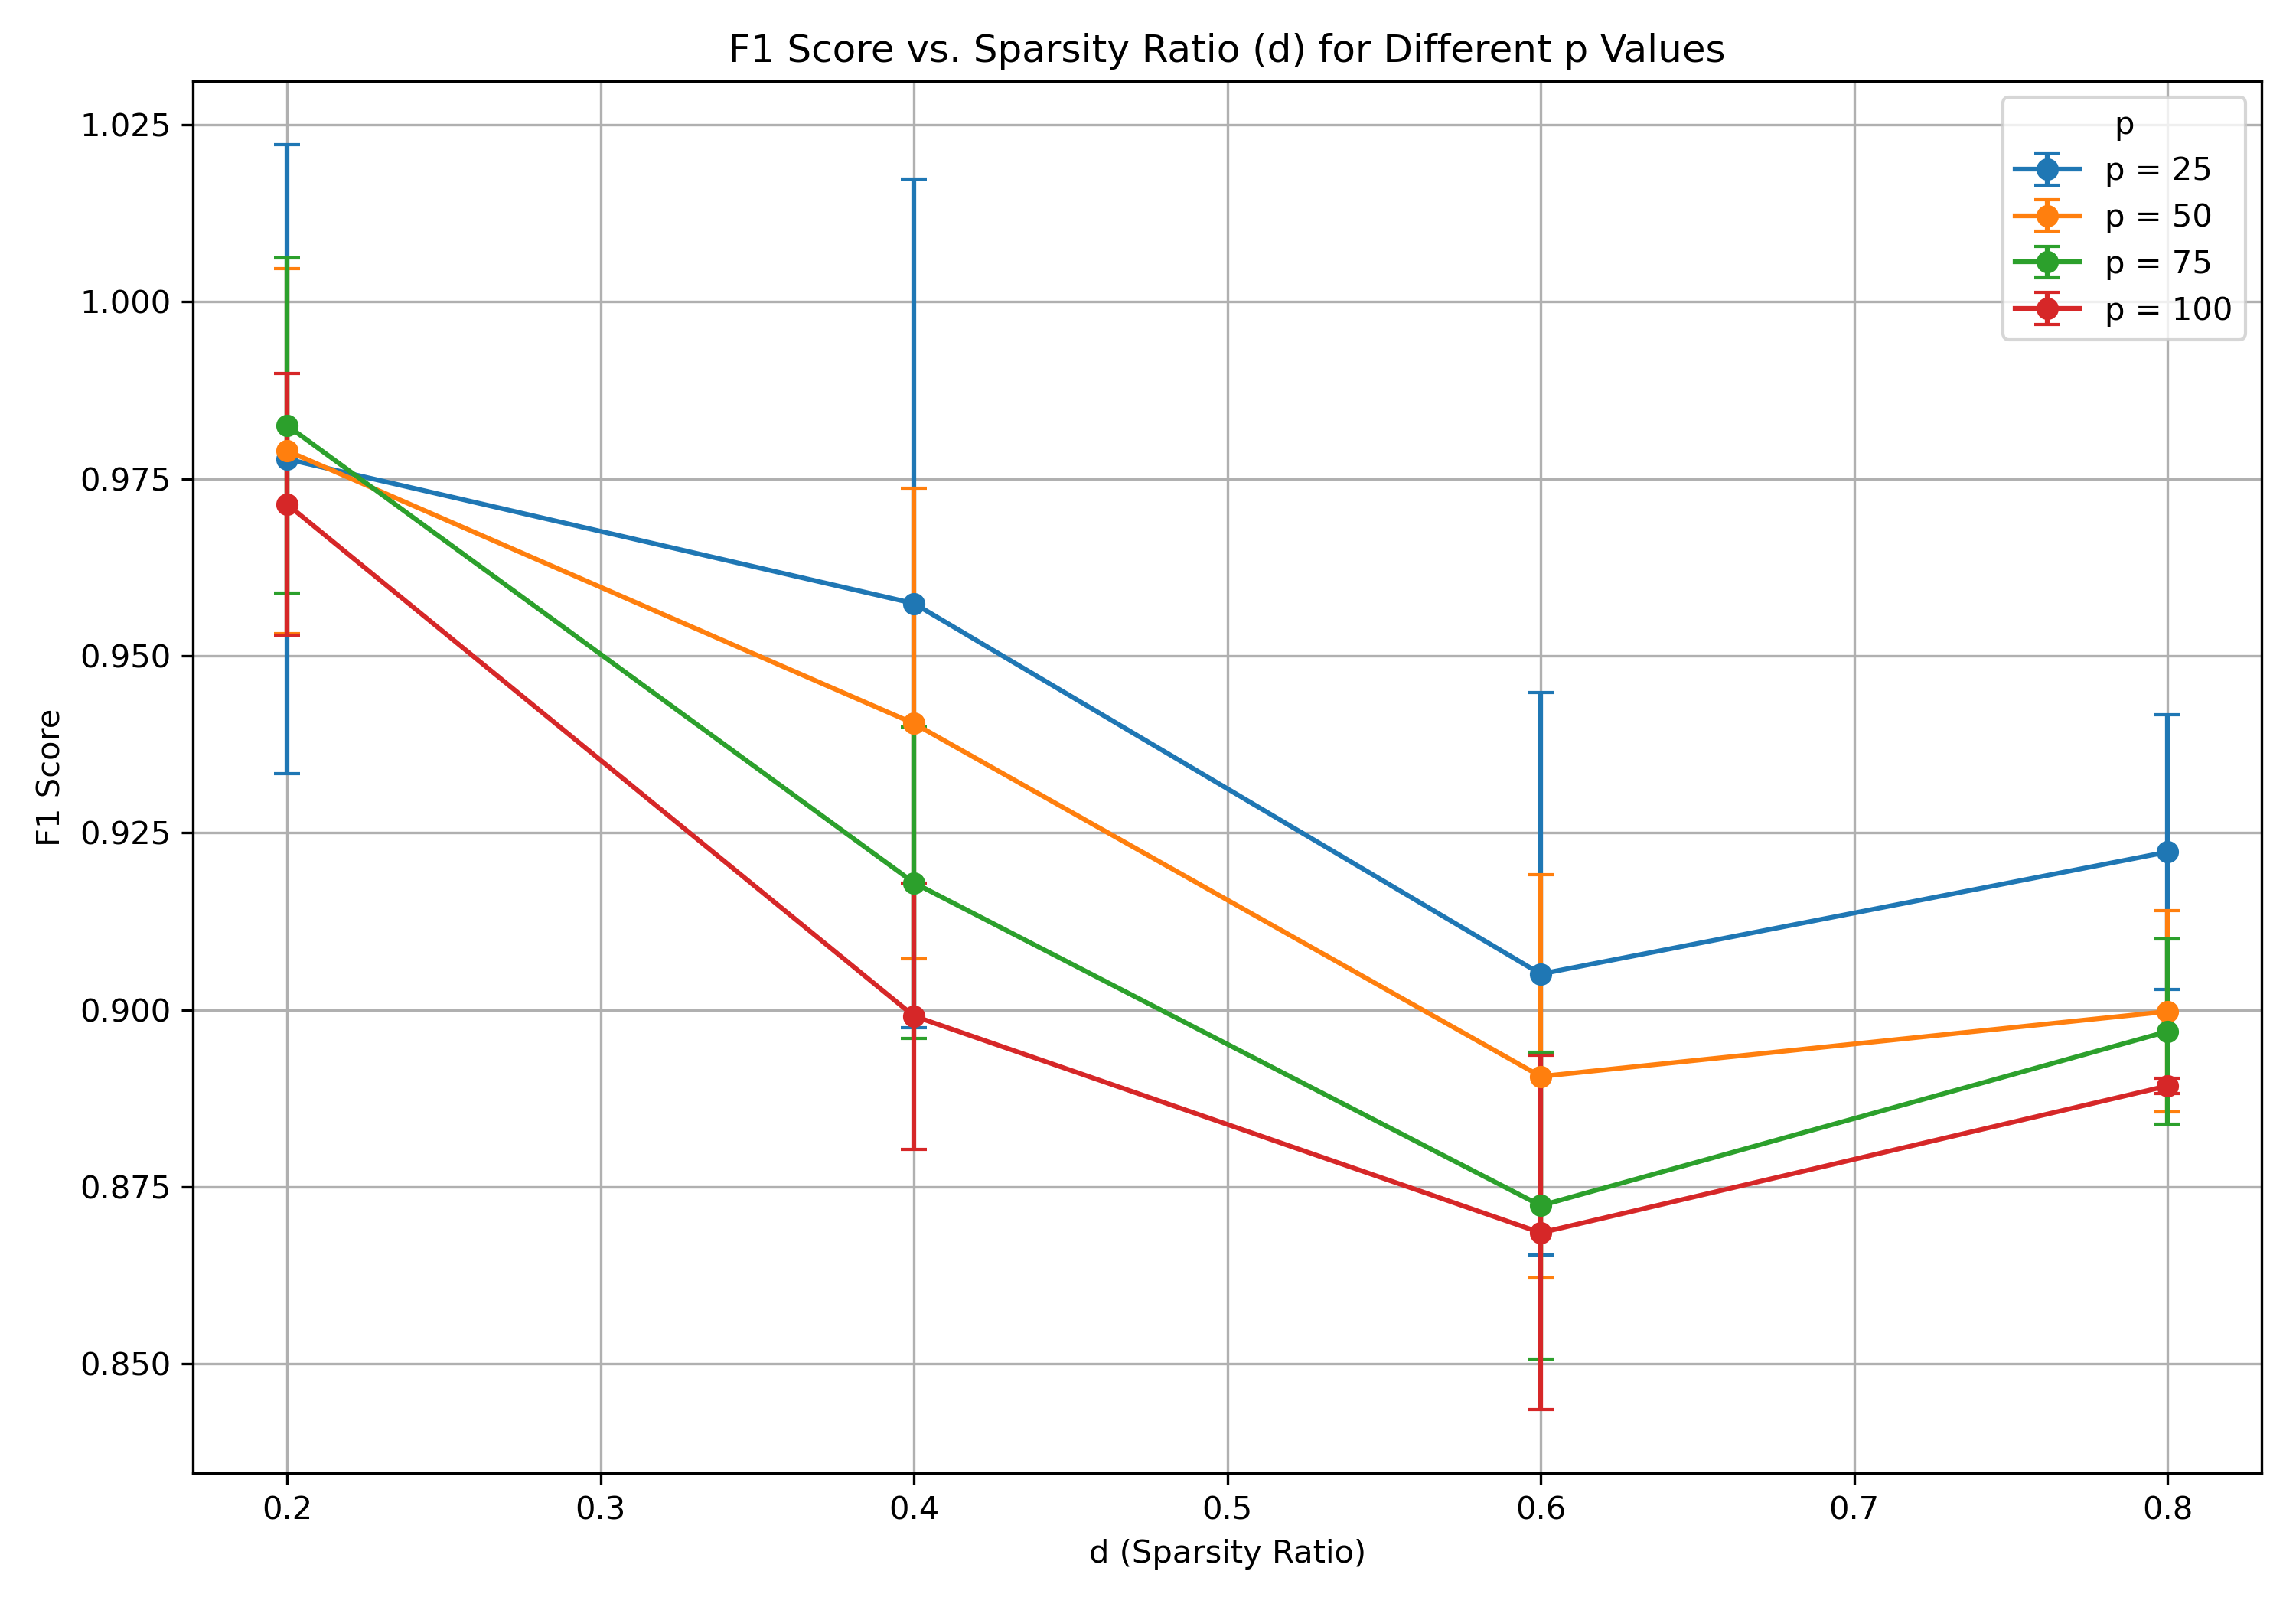 F1 Score vs. Sparsity Ratio (d) for Different p Values
1.025
1.000
0.975
0.950
0.925
0.900
0.875
0.850
F1 Score
p
p = 25
p = 50
p = 75
p = 100
0.2 0.3 0.4 0.5 0.6 0.7 0.8
d (Sparsity Ratio)